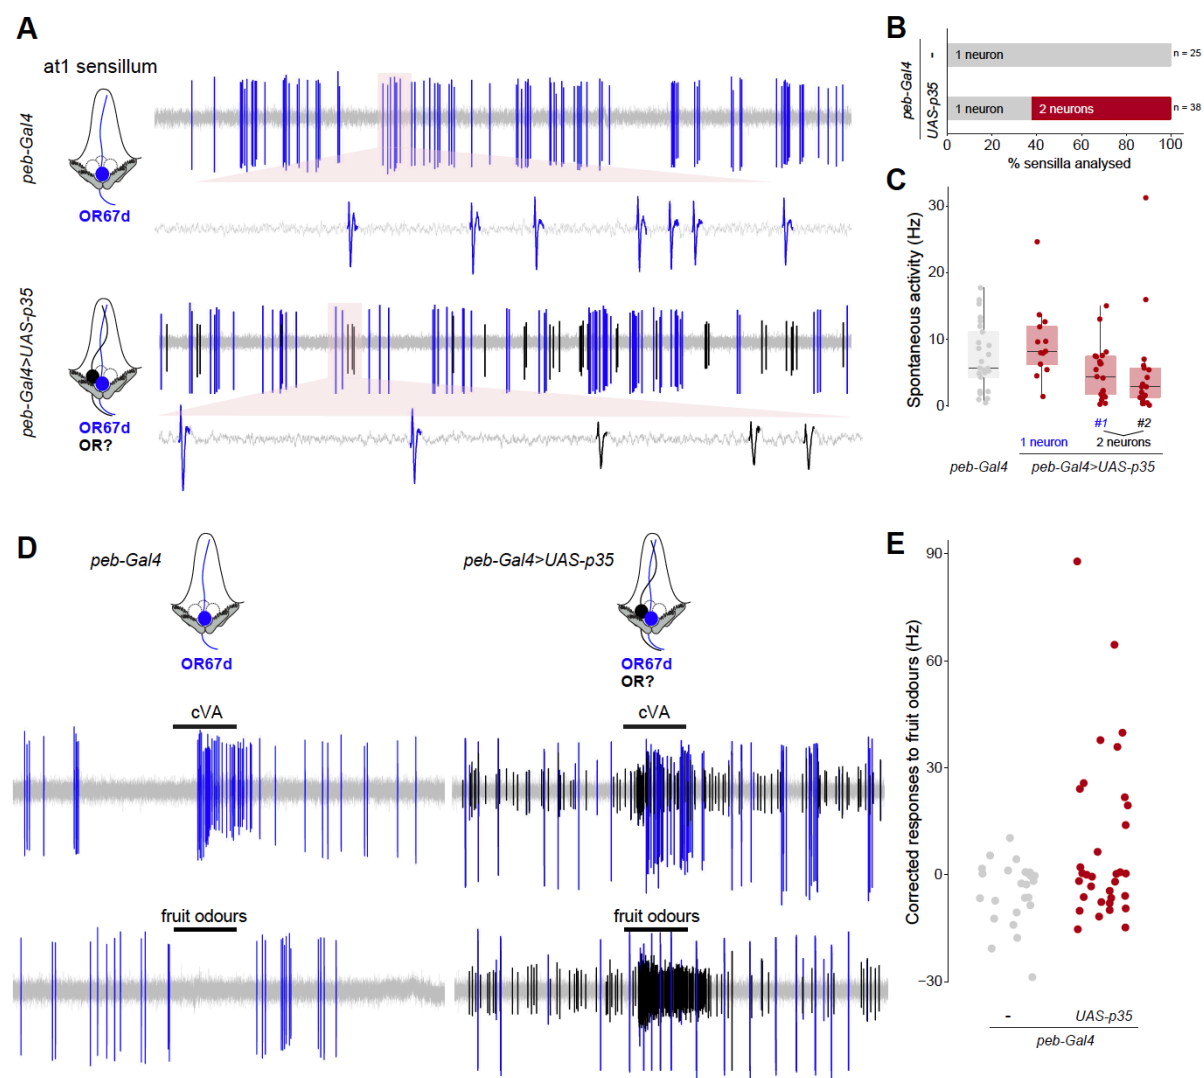 A
at1 sensillum
peb-Gal4
OR67d
peb-Gal4>UAS-p35
OR67d
OR?
B
peb-Gal4
-
UAS-p35
1 neuron
n = 25
1 neuron
2 neurons
n = 38
0
20
40
60
80
100
% sensilla analysed
C
Spontaneous activity (Hz)
30
20
10
0
#1
#2
1 neuron
2 neurons
peb-Gal4
peb-Gal4>UAS-p35
D
peb-Gal4
OR67d
peb-Gal4>UAS-p35
OR67d
OR?
cVA
cVA
fruit odours
fruit odours
E
Corrected responses to fruit odours (Hz)
90
60
30
0
−30
-
UAS-p35
peb-Gal4